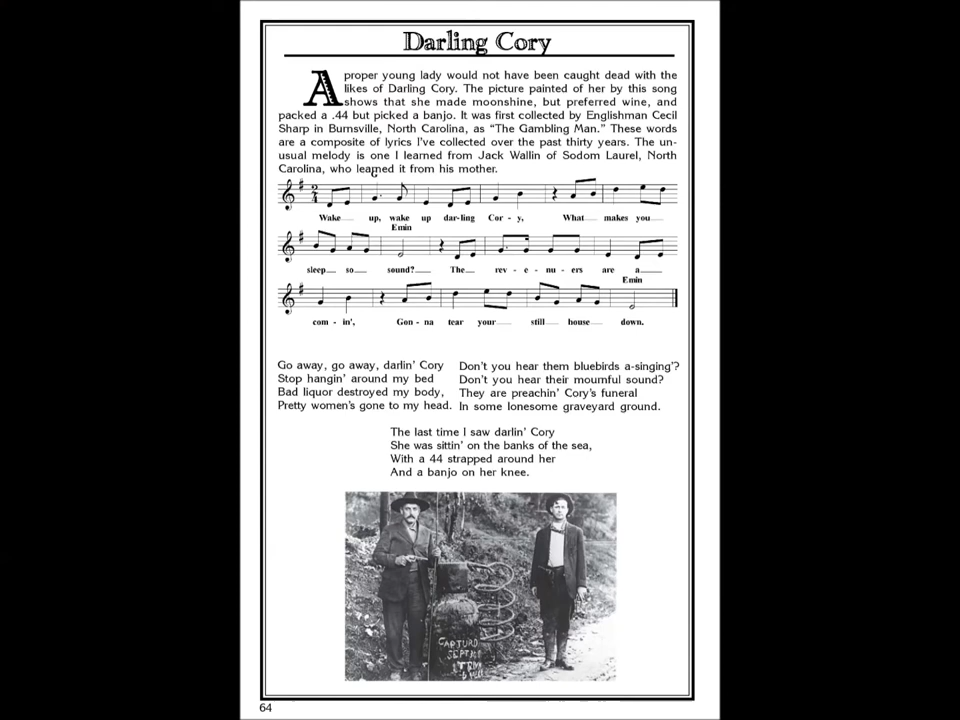 Darling Cory
A proper young lady would not have been caught dead with the
likes of Darling Cory. The picture painted of her by this song
shows that she made moonshine, but preferred wine, and
packed a .44 but picked a banjo. It was first collected by Englishman Cecil
Sharp in Burnsville, North Carolina, as “The Gambling Man.” These words
are a composite of lyrics I’ve collected over the past thirty years. The un-
usual melody is one I learned from Jack Wallin of Sodom Laurel, North
Carolina, who learned it from his mother.
G
2
4
Wake up, wake up dar-ling Cor - y, What makes you
Emin
sleep so sound? The rev - e - nu - ers are a
Emin
com - in', Gon - na tear your still house down.
Go away, go away, darlin’ Cory
Stop hangin’ around my bed
Bad liquor destroyed my body,
Pretty women’s gone to my head.
Don’t you hear them bluebirds a-singing’?
Don’t you hear their mournful sound?
They are preachin’ Cory’s funeral
In some lonesome graveyard ground.
The last time I saw darlin’ Cory
She was sittin’ on the banks of the sea,
With a 44 strapped around her
And a banjo on her knee.
CAPTURD
SEPT
64